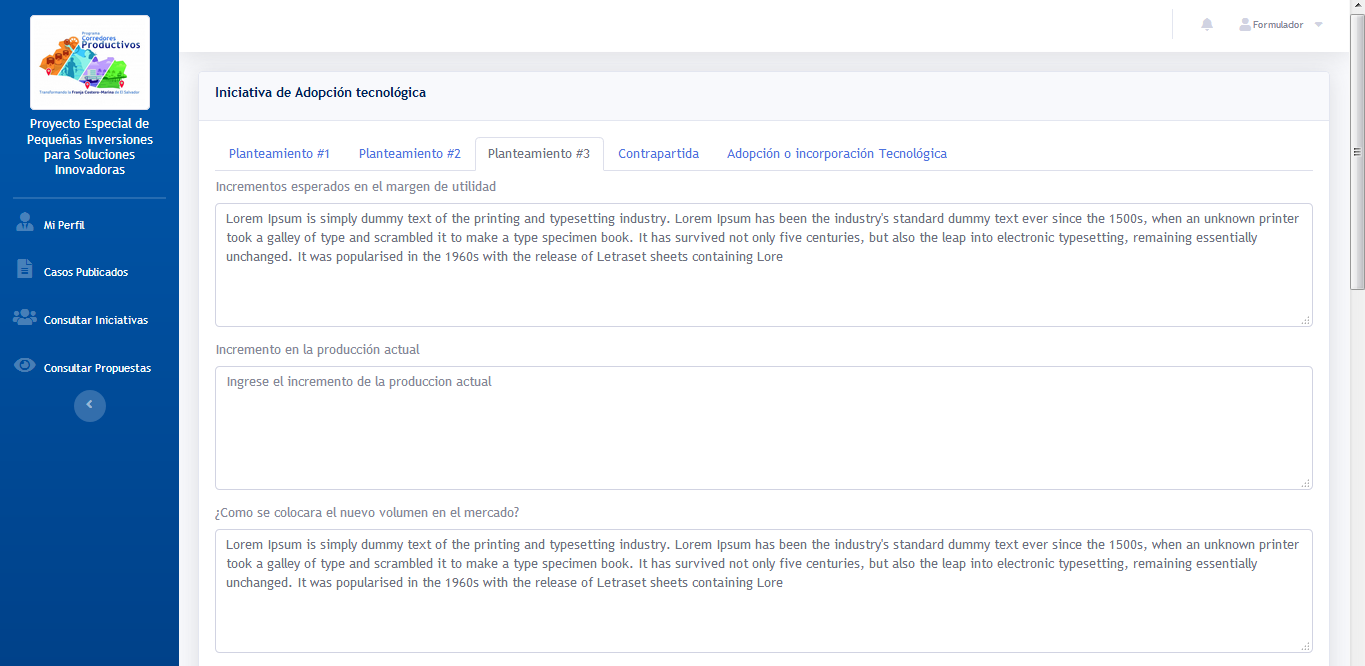 Programa
Corredores
Productivos
Transformando la Franja Costero-Marina de El Salvador
Proyecto Especial de
Pequeñas Inversiones
para Soluciones
Innovadoras
Mi Perfil
Casos Publicados
Consultar Iniciativas
Consultar Propuestas
Formulador
Iniciativa de Adopción tecnológica
Planteamiento #1 Planteamiento #2 Planteamiento #3 Contrapartida Adopción o incorporación Tecnológica
Incrementos esperados en el margen de utilidad
Lorem Ipsum is simply dummy text of the printing and typesetting industry. Lorem Ipsum has been the industry's standard dummy text ever since the 1500s, when an unknown printer
took a galley of type and scrambled it to make a type specimen book. It has survived not only five centuries, but also the leap into electronic typesetting, remaining essentially
unchanged. It was popularised in the 1960s with the release of Letraset sheets containing Lore
Incremento en la producción actual
Ingrese el incremento de la produccion actual
¿Como se colocara el nuevo volumen en el mercado?
Lorem Ipsum is simply dummy text of the printing and typesetting industry. Lorem Ipsum has been the industry's standard dummy text ever since the 1500s, when an unknown printer
took a galley of type and scrambled it to make a type specimen book. It has survived not only five centuries, but also the leap into electronic typesetting, remaining essentially
unchanged. It was popularised in the 1960s with the release of Letraset sheets containing Lore